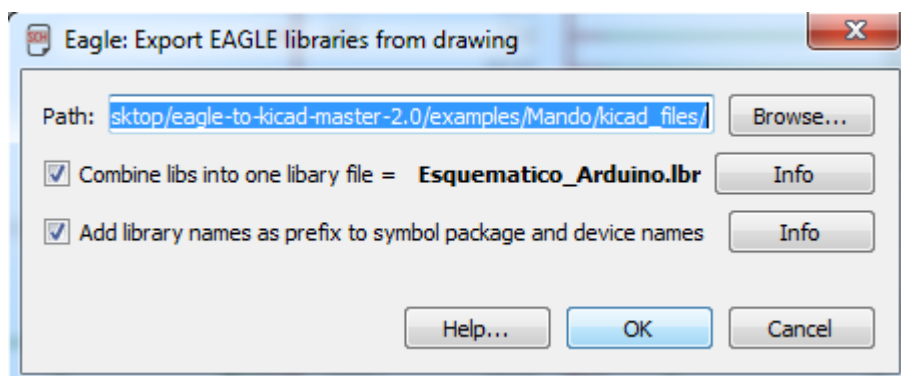 SCH Eagle: Export EAGLE libraries from drawing X
Path: sktop/eagle-to-kicad-master-2.0/examples/Mando/kicad_files/ Browse...
Combine libs into one libary file = Esquematico_Arduino.lbr Info
Add library names as prefix to symbol package and device names Info
Help... OK Cancel